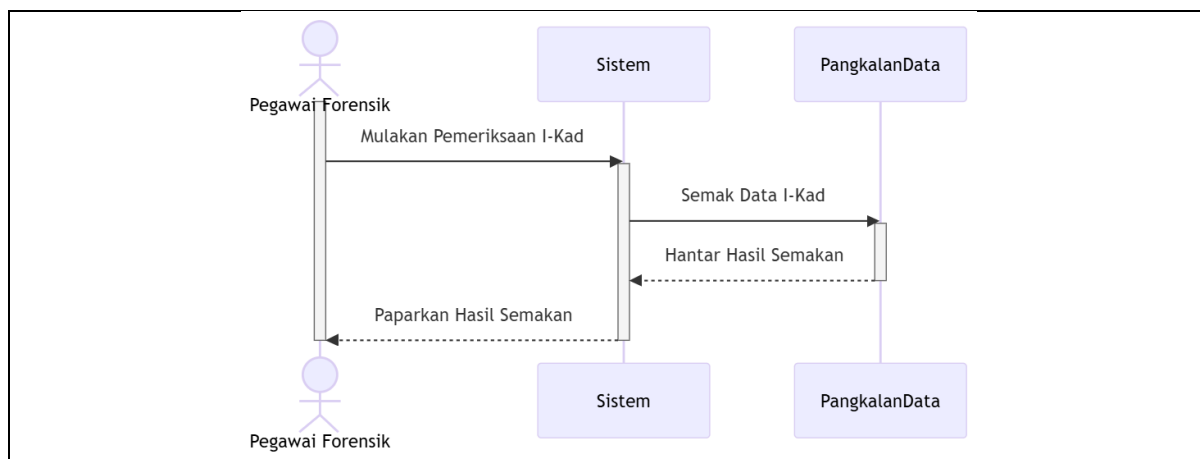 Sistem
PangkalanData
Pegawai Forensik
Mulakan Pemeriksaan I-Kad
Semak Data I-Kad
Hantar Hasil Semakan
Paparkan Hasil Semakan
Sistem
PangkalanData
Pegawai Forensik